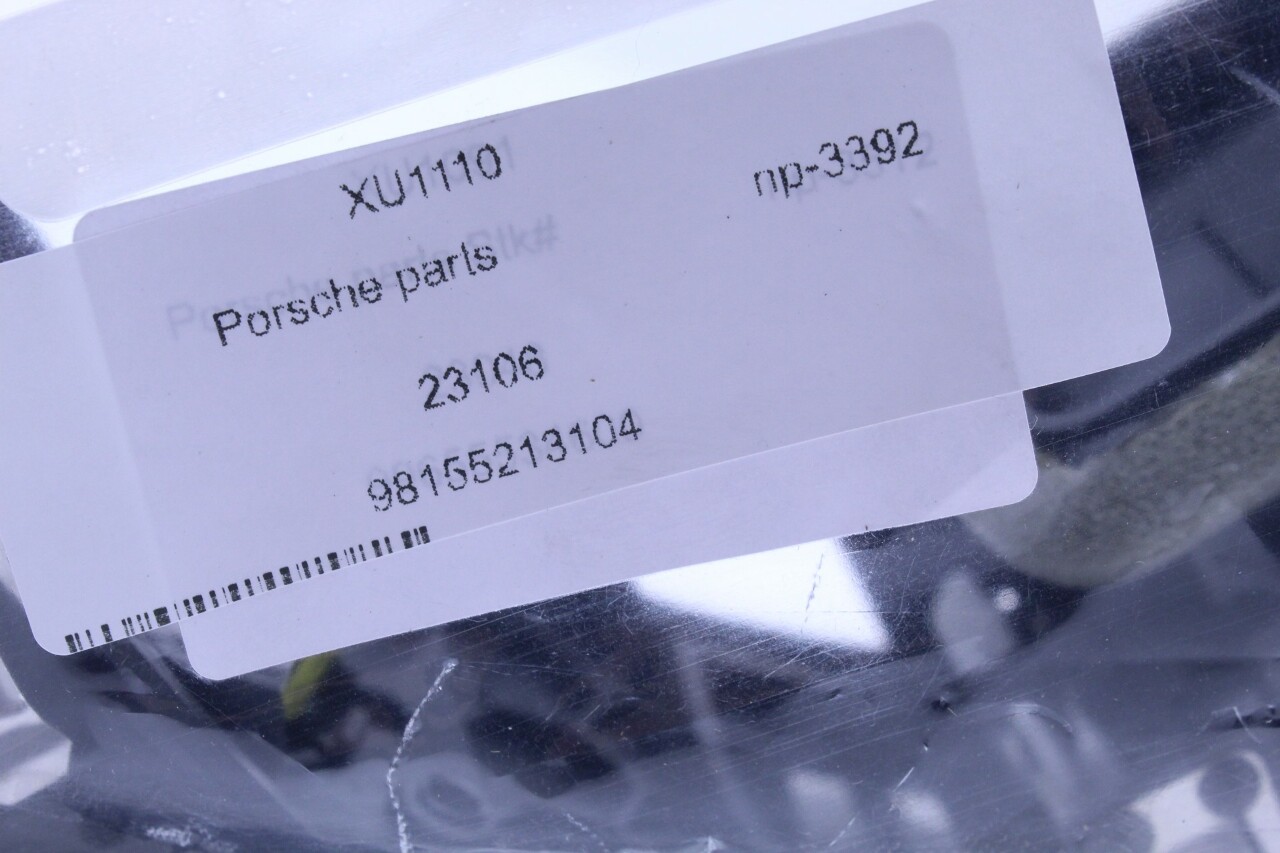 XU1110
np-3392
Porsche parts
23106
98155213104